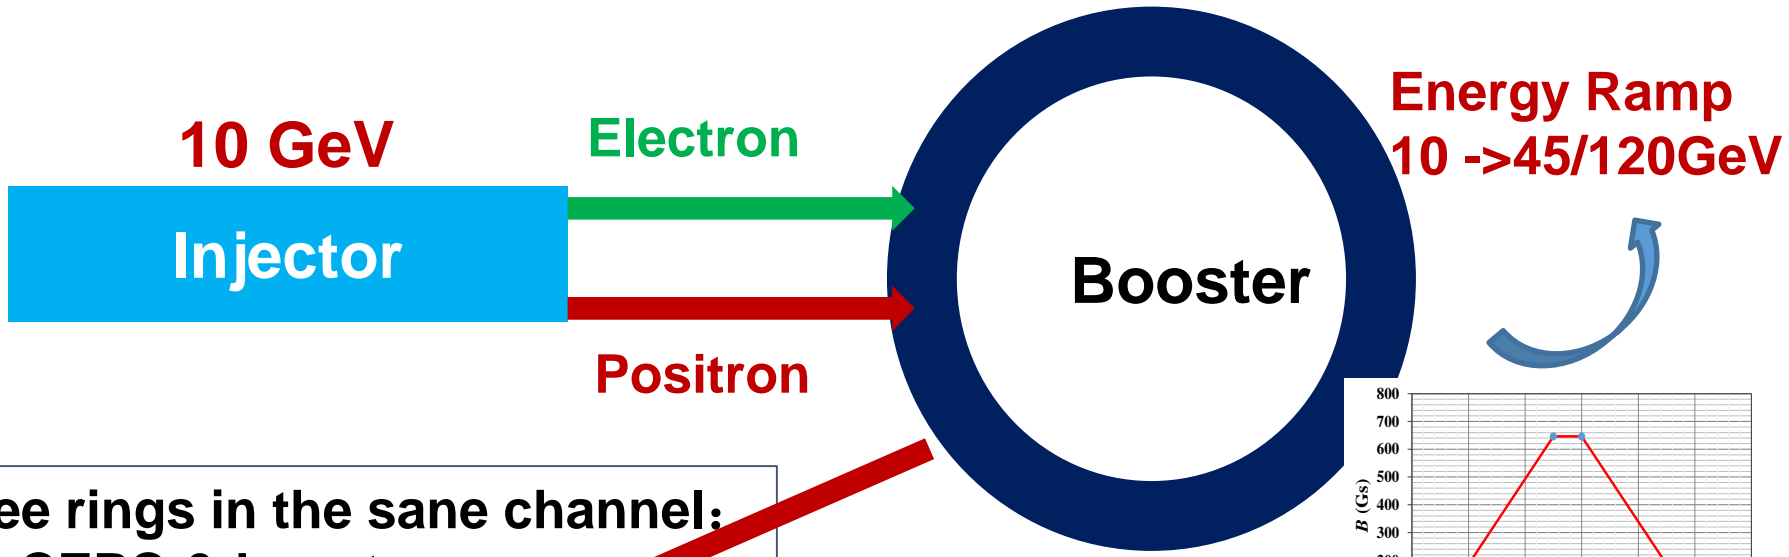 Energy Ramp
10 ->45/120GeV
10 GeV
Electron
Injector
Booster
Positron
800
700
600
500
400
300
B (Gs)
ee rings in the sane channel: